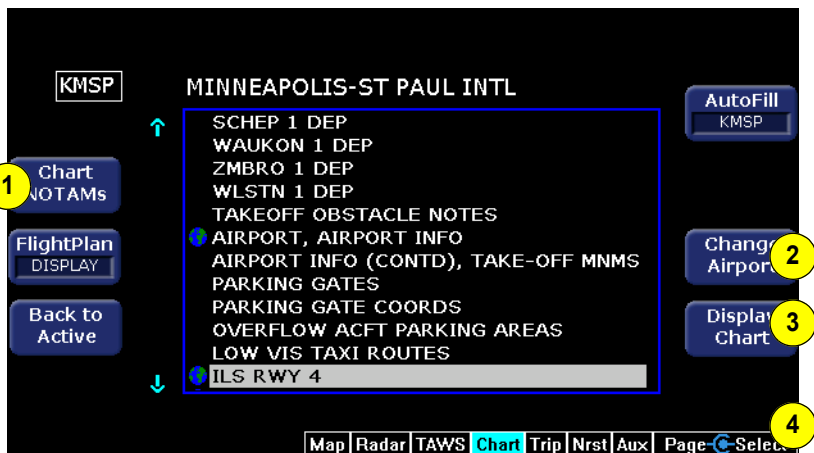 KMSP
MINNEAPOLIS-ST PAUL INTL
AutoFill
KMSP
SCHEP 1 DEP
WAUKON 1 DEP
ZMBRO 1 DEP
WLSTN 1 DEP
TAKEOFF OBSTACLE NOTES
AIRPORT, AIRPORT INFO
AIRPORT INFO (CONTD), TAKE-OFF MNMS
PARKING GATES
PARKING GATE COORDS
OVERFLOW ACFT PARKING AREAS
LOW VIS TAXI ROUTES
ILS RWY 4
1
Chart
NOTAMs
FlightPlan
DISPLAY
Back to
Active
Change
Airport
2
Display
Chart
3
4
Map Radar TAWS Chart Trip Nrst Aux Page Select